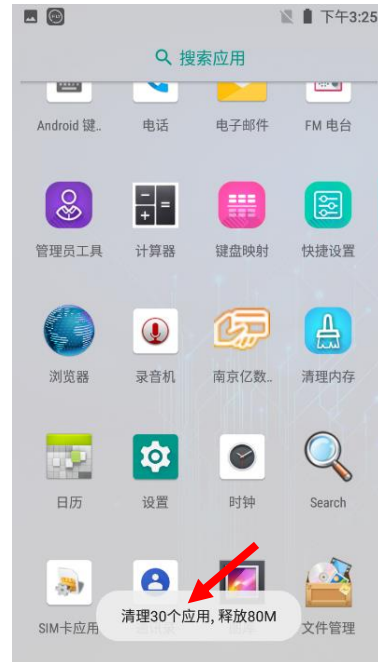 下午3:25
搜索应用
Android 键..
电话
电子邮件
FM 电台
管理员工具
计算器
键盘映射
快捷设置
浏览器
录音机
南京亿数..
清理内存
日历
设置
时钟
Search
SIM卡应用
文件管理
清理30个应用, 释放80M